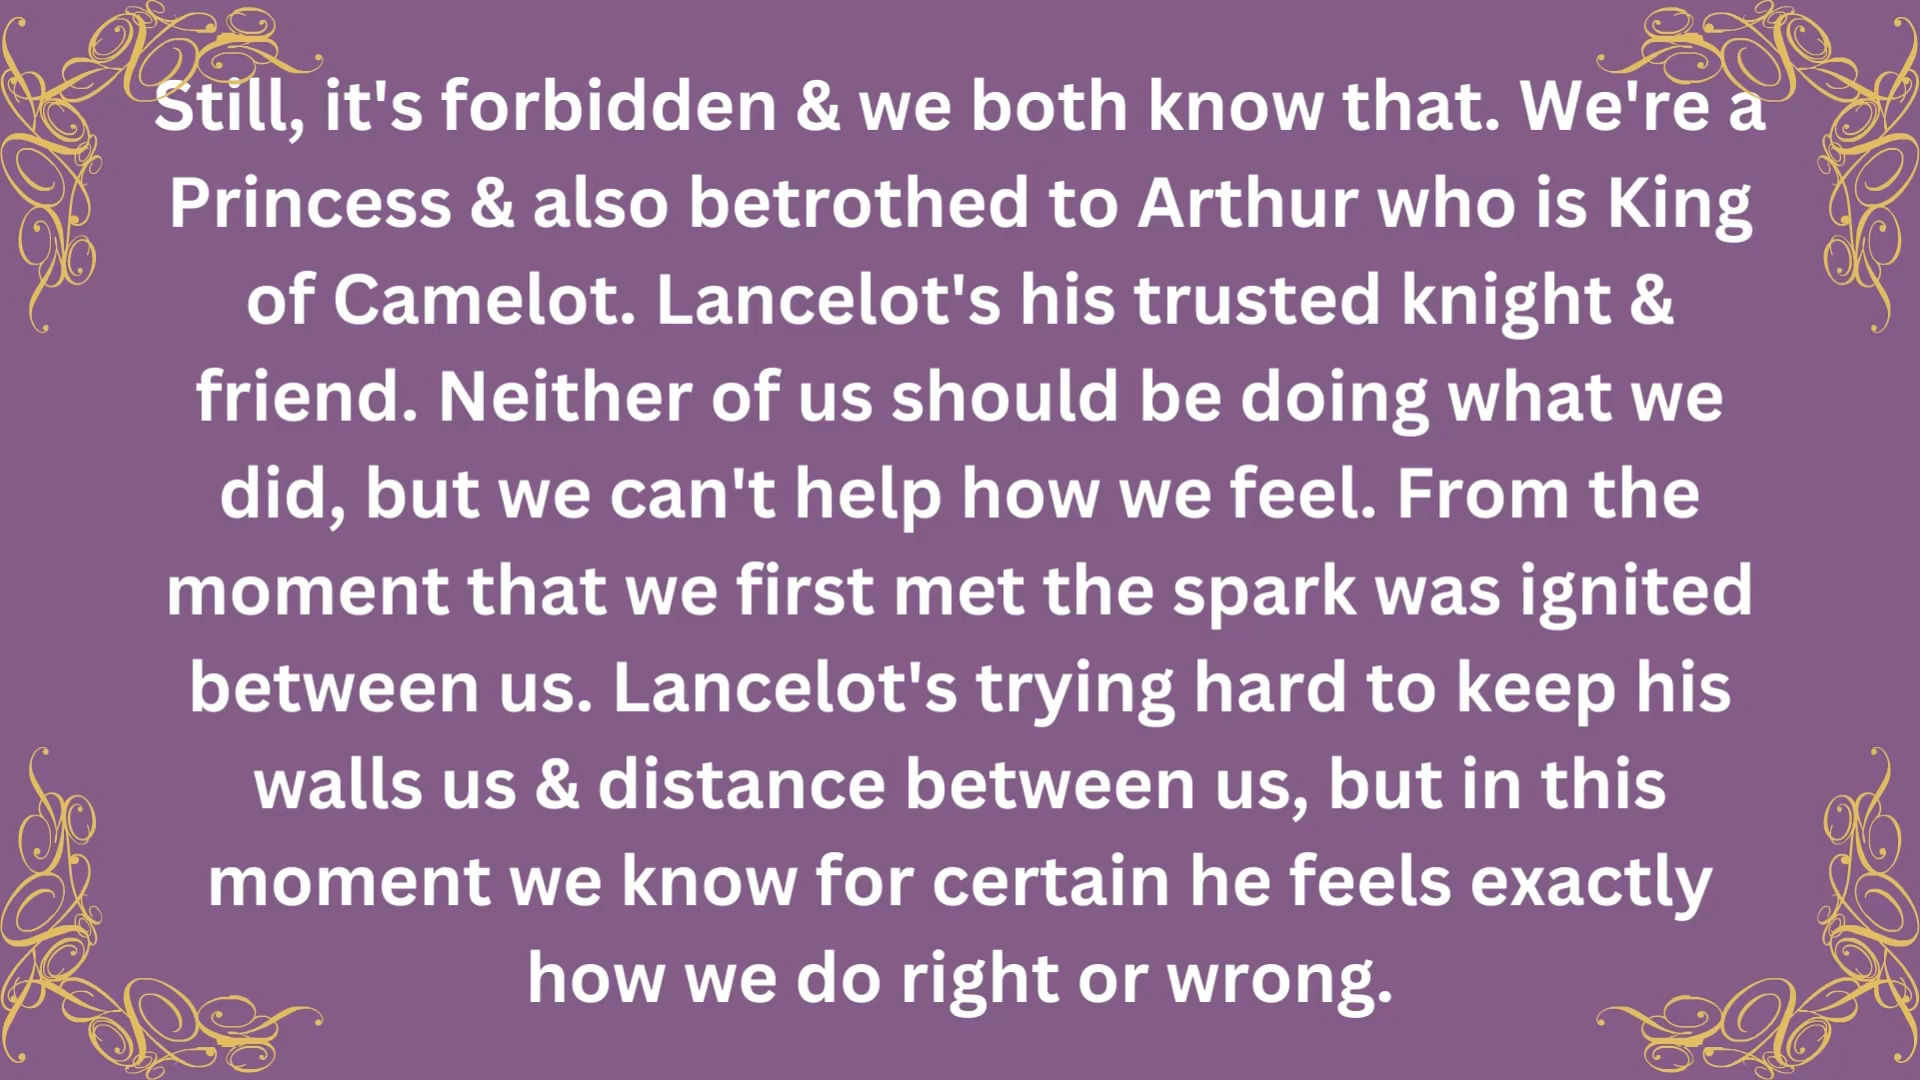 Still, it's forbidden & we both know that. We're a
Princess & also betrothed to Arthur who is King
of Camelot. Lancelot's his trusted knight &
friend. Neither of us should be doing what we
did, but we can't help how we feel. From the
moment that we first met the spark was ignited
between us. Lancelot's trying hard to keep his
walls us & distance between us, but in this
moment we know for certain he feels exactly
how we do right or wrong.